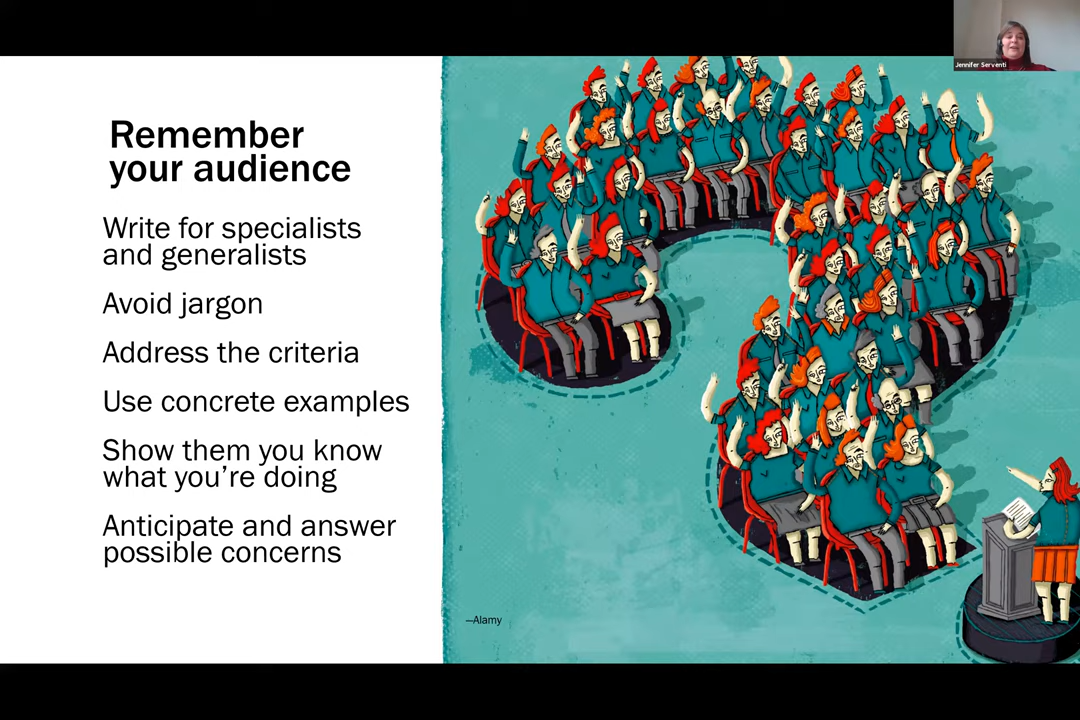 Jennifer Serventi
Remember
your audience
Write for specialists
and generalists
Avoid jargon
Address the criteria
Use concrete examples
Show them you know
what you’re doing
Anticipate and answer
possible concerns
—Alamy